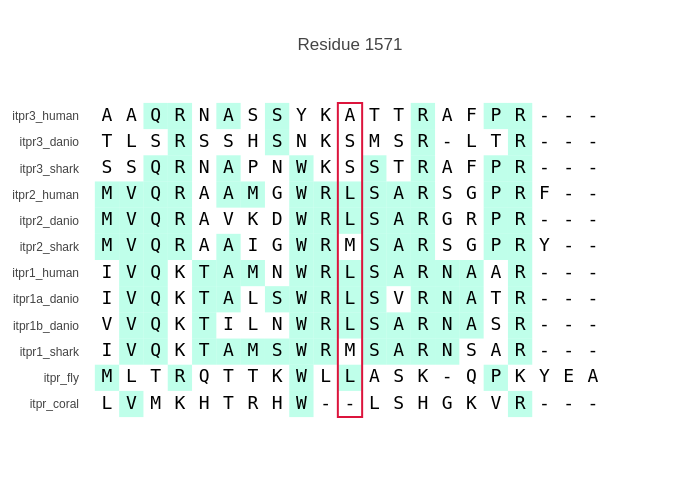 Residue 1571
itpr3_human A A Q R N A S S Y K A T T R A F P R - - -
itpr3_danio T L S R S S H S N K S M S R - L T R - - -
itpr3_shark S S Q R N A P N W K S S T R A F P R - - -
itpr2_human M V Q R A A M G W R L S A R S G P R F - -
itpr2_danio M V Q R A V K D W R L S A R G R P R - - -
itpr2_shark M V Q R A A I G W R M S A R S G P R Y - -
itpr1_human I V Q K T A M N W R L S A R N A A R - - -
itpr1a_danio I V Q K T A L S W R L S V R N A T R - - -
itpr1b_danio V V Q K T I L N W R L S A R N A S R - - -
itpr1_shark I V Q K T A M S W R M S A R N S A R - - -
itpr_fly M L T R Q T T K W L L A S K - Q P K Y E A
itpr_coral L V M K H T R H W - - L S H G K V R - - -